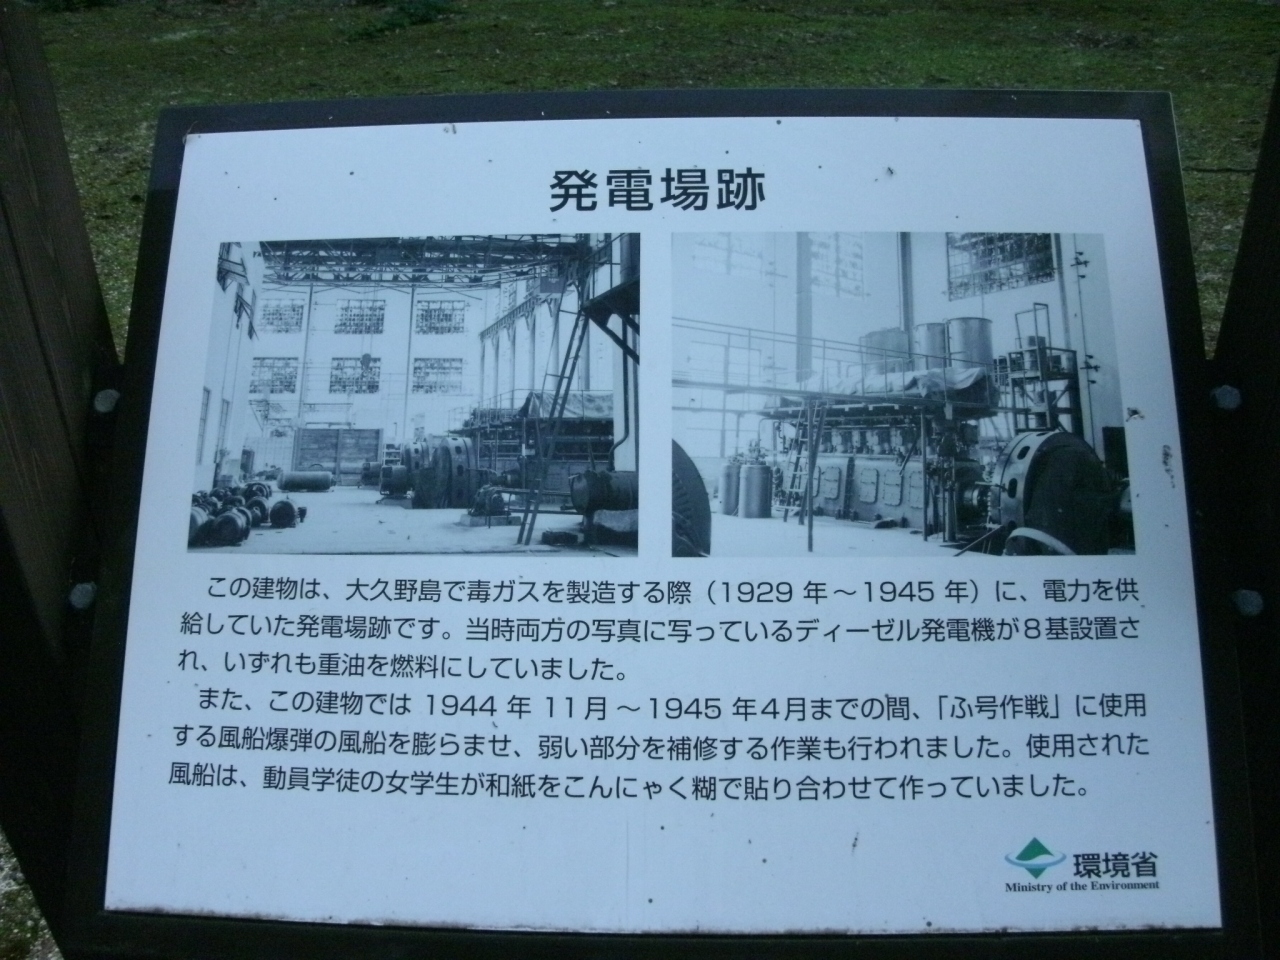 発電場跡
この建物は、大久野島で毒ガスを製造する際（1929 年～1945 年）に、電力を供
給していた発電場跡です。当時両方の写真に写っているディーゼル発電機が8基設置さ
れ、いずれも重油を燃料にしていました。
また、この建物では 1944 年 11月～1945 年4月までの間、「ふ号作戦」に使用
する風船爆弾の風船を膨らませ、弱い部分を補修する作業も行われました。使用された
風船は、動員学徒の女学生が和紙をこんにゃく糊で貼り合わせて作っていました。
環境省
Ministry of the Environment